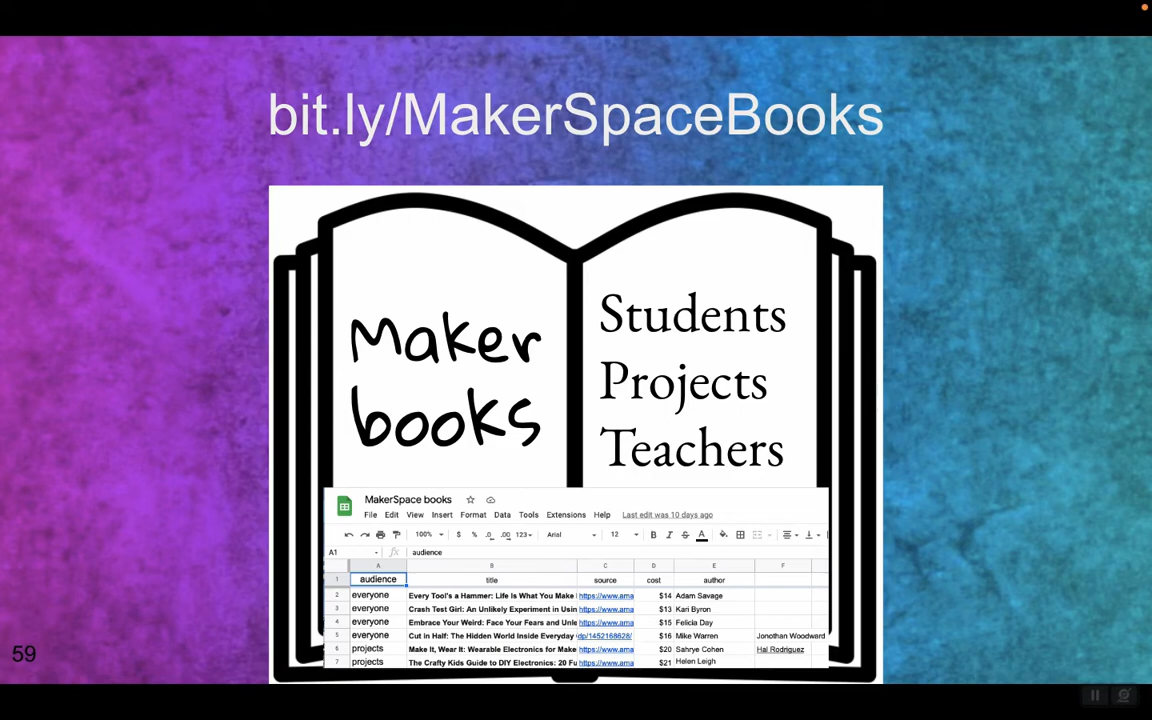 bit.ly/MakerSpaceBooks
Maker
books
Students
Projects
Teachers
MakerSpace books
File Edit View Insert Format Data Tools Extensions Help Last edit was 10 days ago
100% $ % .0 .00 123 Arial 12 B I S A
A1 fx audience
A B C D E F
1 audience title source cost author
2 everyone Every Tool's a Hammer: Life Is What You Make https://www.ama $14 Adam Savage
3 everyone Crash Test Girl: An Unlikely Experiment in Usin https://www.ama $13 Kari Byron
4 everyone Embrace Your Weird: Face Your Fears and Unle https://www.ama $15 Felicia Day
5 everyone Cut in Half: The Hidden World Inside Everyday dp/1452168628/ $16 Mike Warren Jonothan Woodward
6 projects Make It, Wear It: Wearable Electronics for Make https://www.ama $20 Sahrye Cohen Hal Rodriguez
7 projects The Crafty Kids Guide to DIY Electronics: 20 Fu https://www.ama $21 Helen Leigh
59